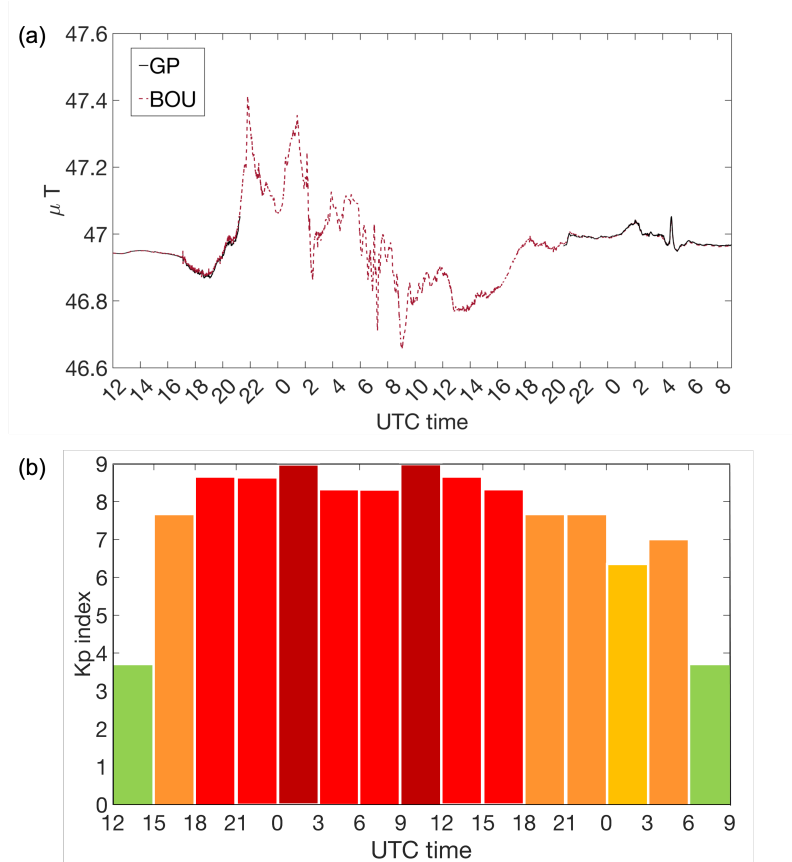 (a)
47.6
47.4
47.2
47
46.8
46.6
μ T
GP
BOU
12 14 16 18 20 22 0 2 4 6 8 10 12 14 16 18 20 22 0 2 4 6 8
UTC time
(b)
9
8
7
6
5
4
3
2
1
0
Kp index
12 15 18 21 0 3 6 9 12 15 18 21 0 3 6 9
UTC time